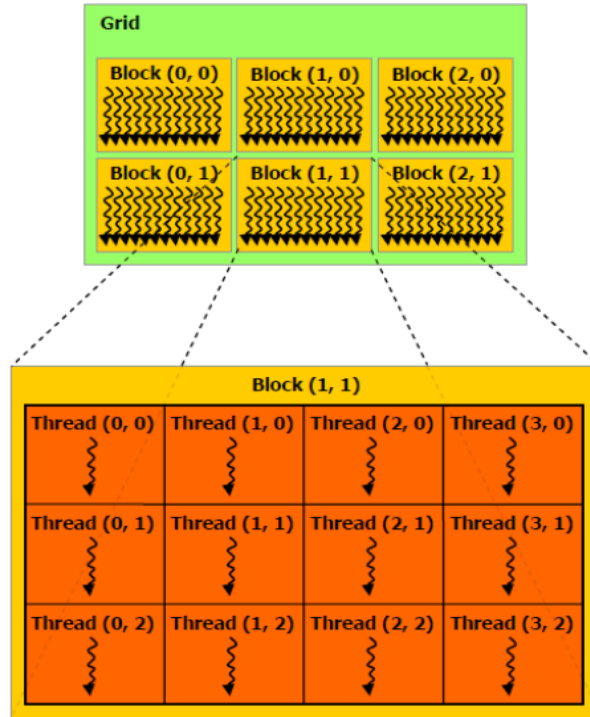 Grid
Block (0, 0) Block (1, 0) Block (2, 0)
Block (0, 1) Block (1, 1) Block (2, 1)
Block (1, 1)
Thread (0, 0) Thread (1, 0) Thread (2, 0) Thread (3, 0)
Thread (0, 1) Thread (1, 1) Thread (2, 1) Thread (3, 1)
Thread (0, 2) Thread (1, 2) Thread (2, 2) Thread (3, 2)